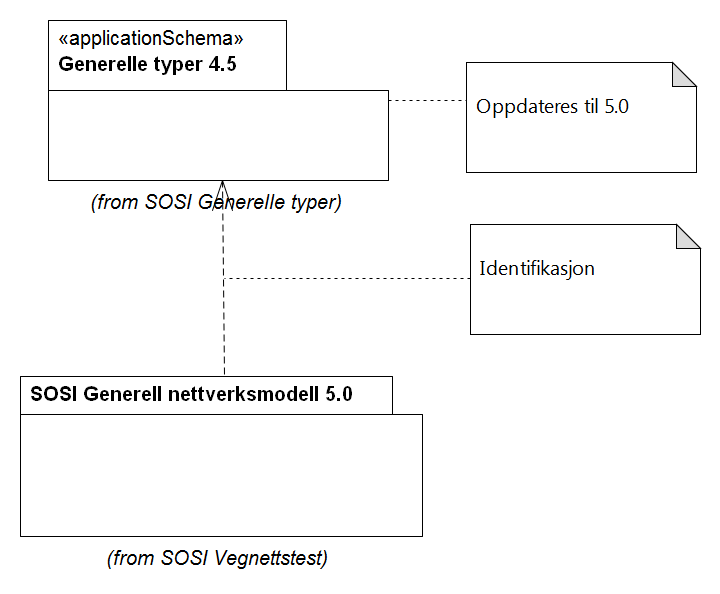 «applicationSchema»
Generelle typer 4.5
Oppdateres til 5.0
(from SOSI Generelle typer)
Identifikasjon
SOSI Generell nettverksmodell 5.0
(from SOSI Vegnettstest)